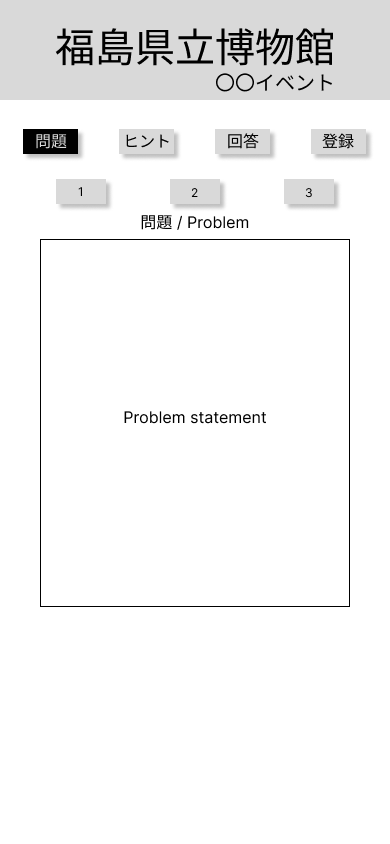 福島県立博物館
〇〇イベント
問題 ヒント 回答 登録
1 2 3
問題 / Problem
Problem statement